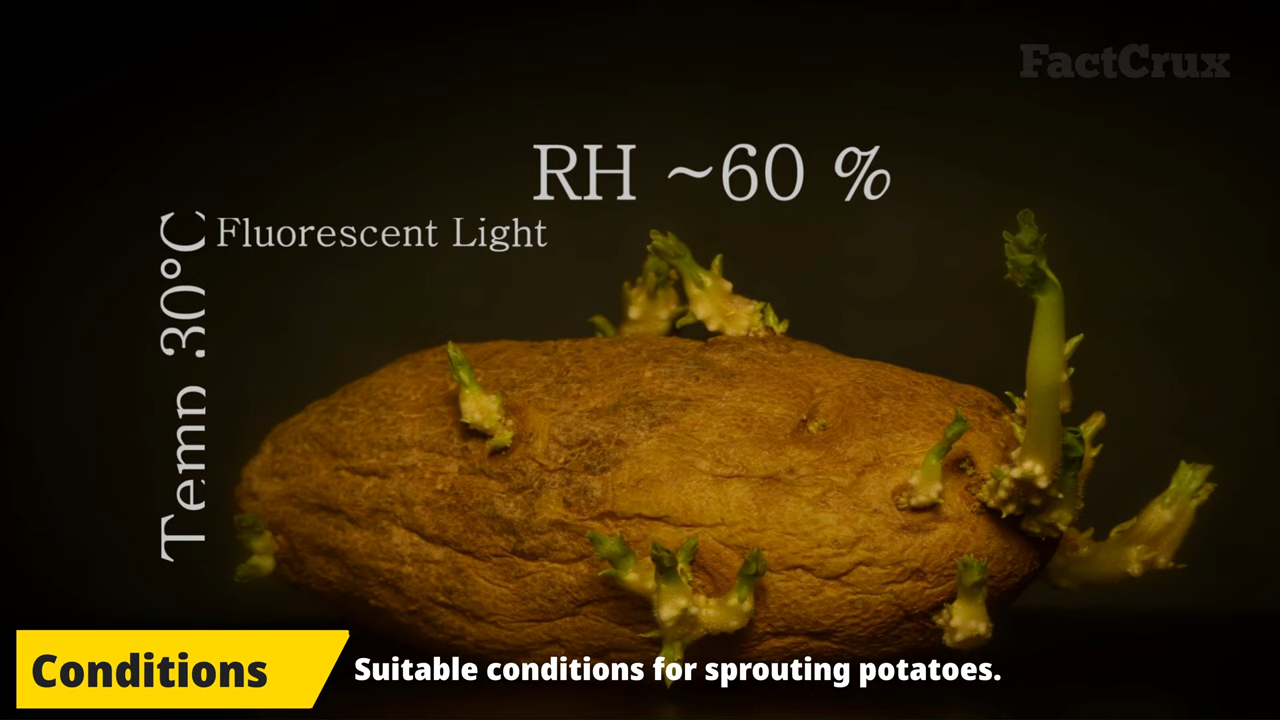 FactCrux
RH ~60 %
Fluorescent Light
Temp 30°C
Conditions
Suitable conditions for sprouting potatoes.